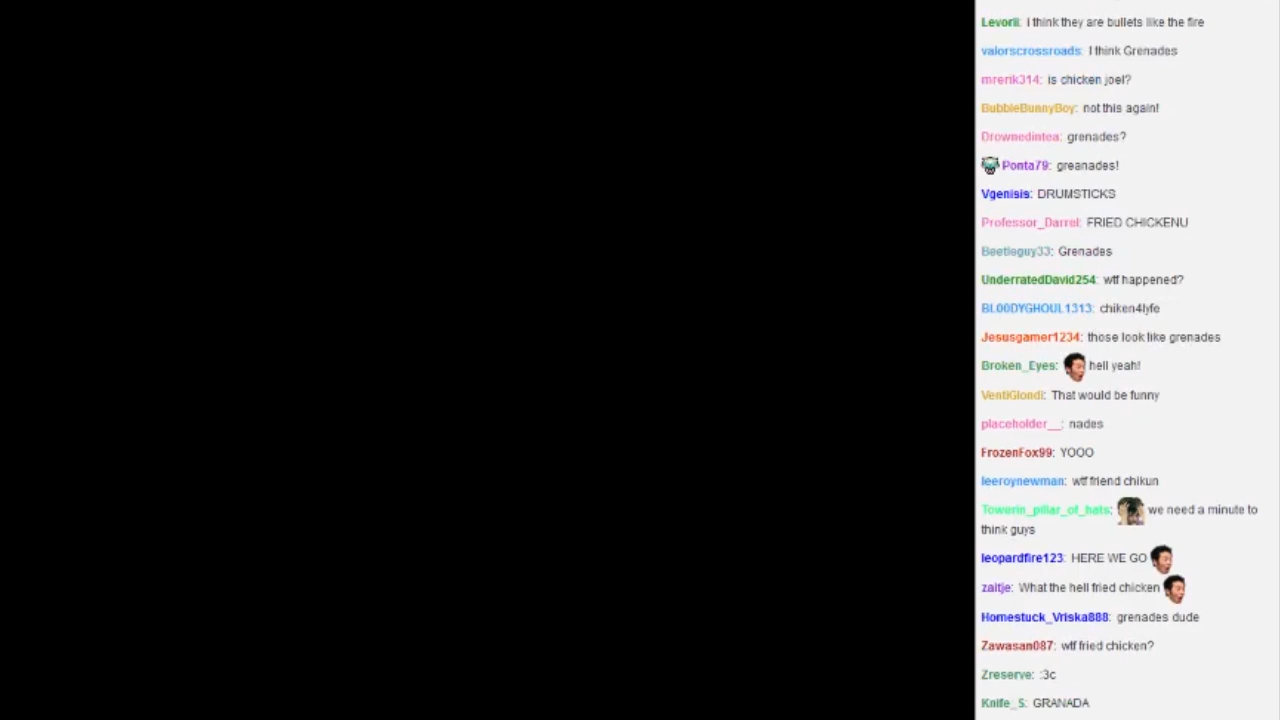 Levorii: I think they are bullets like the fire
valorscrossroads: I think Grenades
mrerik314: is chicken joel?
BubbleBunnyBoy: not this again!
Drownedintea: grenades?
Ponta79: greanades!
Vgenisis: DRUMSTICKS
Professor_Darrel: FRIED CHICKENU
Beetleguy33: Grenades
UnderratedDavid254: wtf happened?
BL00DYGHOUL1313: chiken4lyfe
Jesusgamer1234: those look like grenades
Broken_Eyes: hell yeah!
VentiGlondi: That would be funny
placeholder__: nades
FrozenFox99: YOOO
leeroynewman: wtf friend chikun
Towerin_pillar_of_hats: we need a minute to
think guys
leopardfire123: HERE WE GO
zaitje: What the hell fried chicken
Homestuck_Vriska888: grenades dude
Zawasan087: wtf fried chicken?
Zreserve: :3c
Knife_S: GRANADA